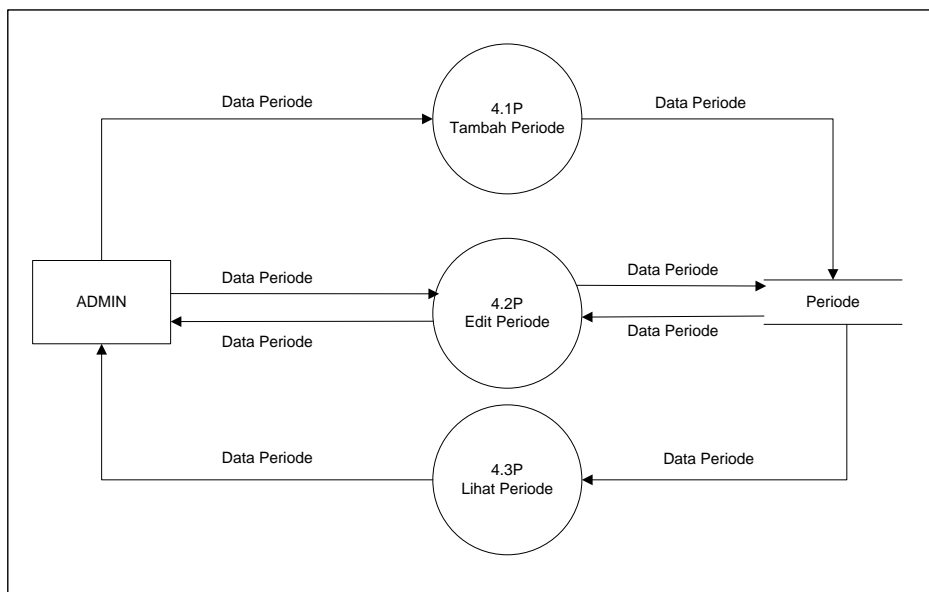 Data Periode
4.1P
Tambah Periode
Data Periode
ADMIN
Data Periode
4.2P
Edit Periode
Data Periode
Periode
Data Periode
Data Periode
4.3P
Lihat Periode
Data Periode
Data Periode